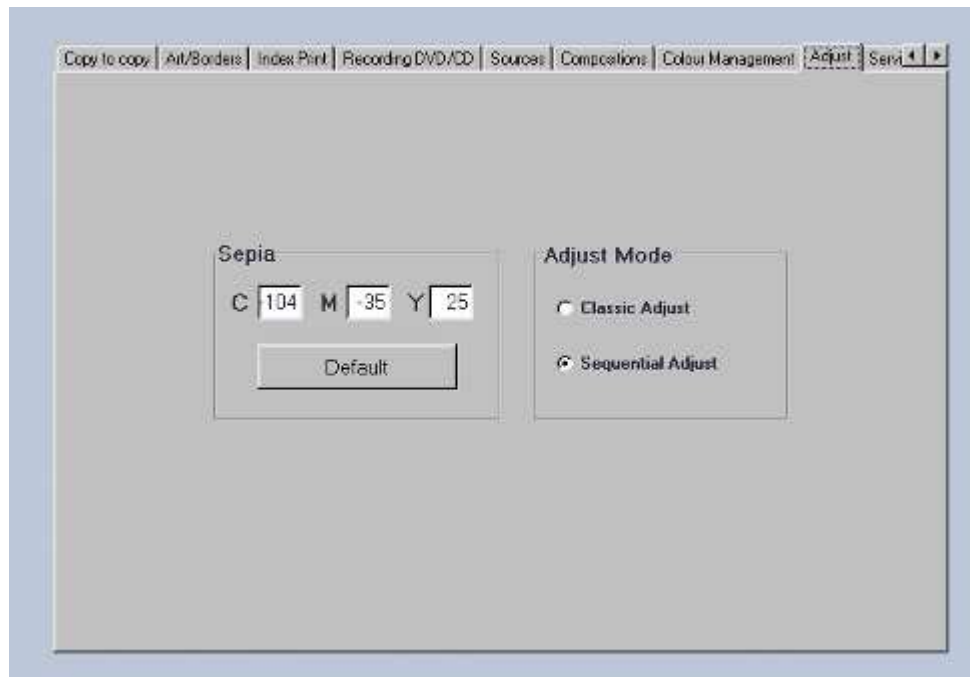 Copy to copy Art/Borders Index Print Recording DVD/CD Sources Compositions Colour Management Adjust Servi
Sepia
C -104 M -35 Y 25
Default
Adjust Mode
Classic Adjust
Sequential Adjust